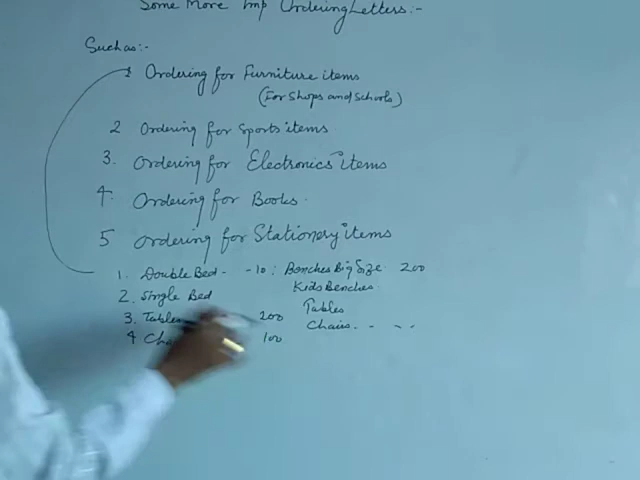 Some More Imp Ordering Letters:-
Such as:-
1 Ordering for Furniture items
(For Shops and Schools)
2 Ordering for Sports items
3. Ordering for Electronics items
4. Ordering for Books.
5 Ordering for Stationery items
1. Double Bed - -10: Benches Big Size 200
2. Single Bed Kids Benches
3. Tables 200 Tables
4 100 Chairs